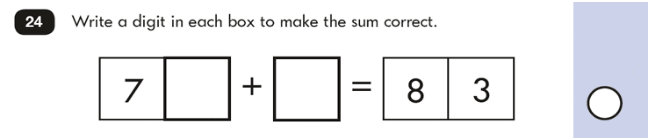 24 Write a digit in each box to make the sum correct.
7 + = 8 3